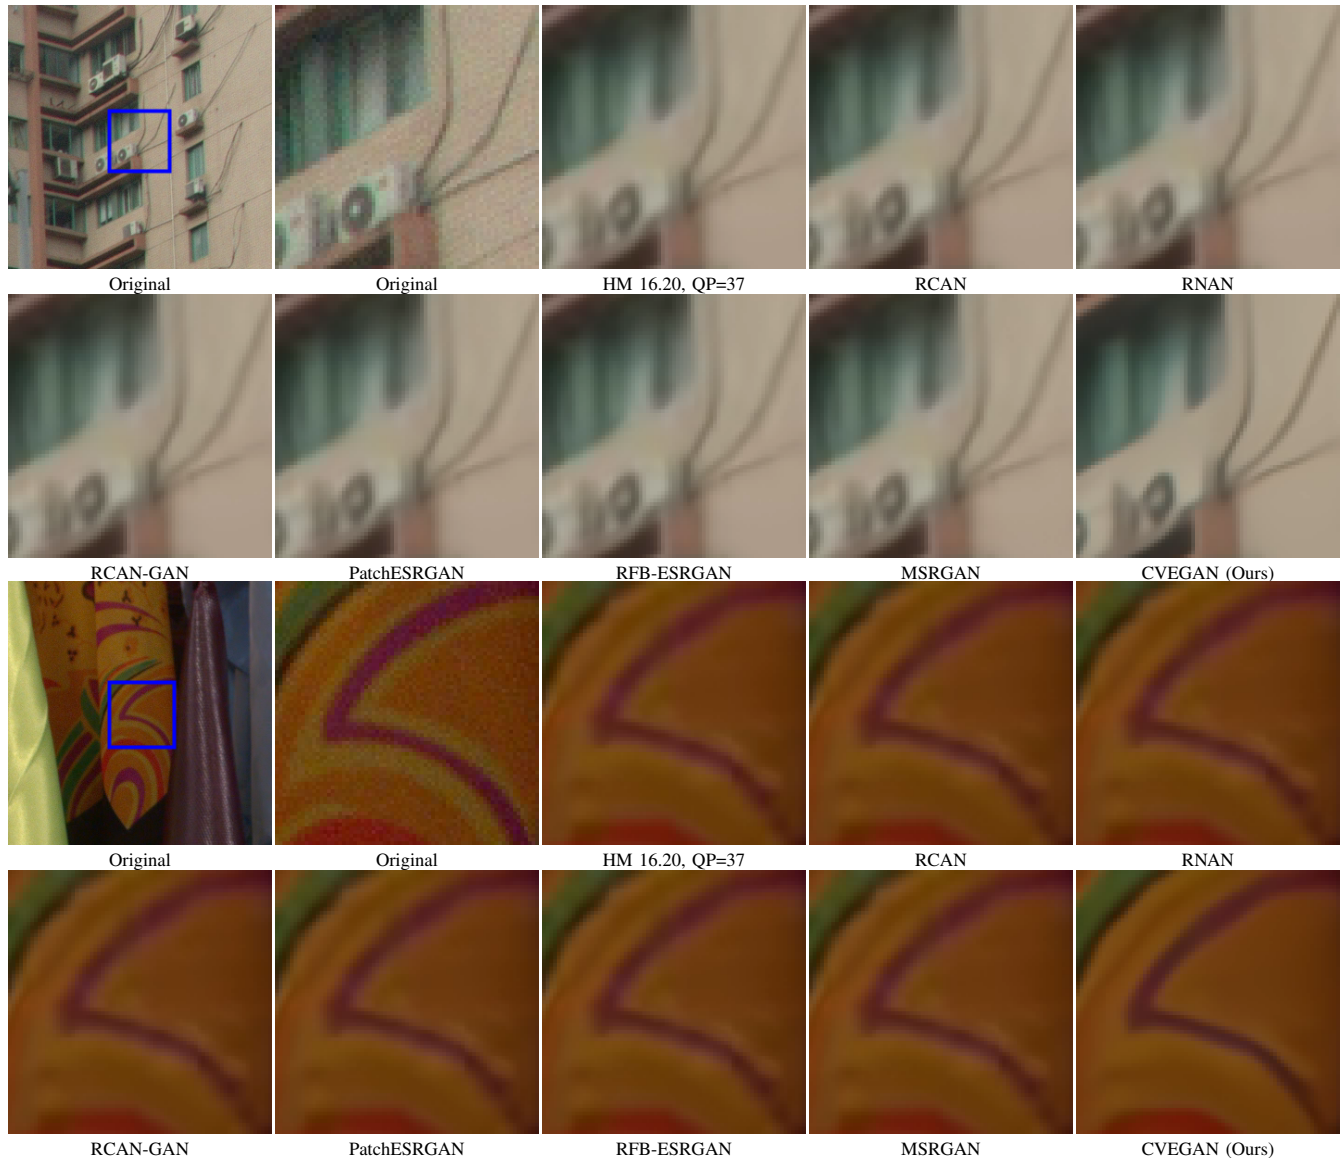 Original Original HM 16.20, QP=37 RCAN RNAN
RCAN-GAN PatchESRGAN RFB-ESRGAN MSRGAN CVEGAN (Ours)
Original Original HM 16.20, QP=37 RCAN RNAN
RCAN-GAN PatchESRGAN RFB-ESRGAN MSRGAN CVEGAN (Ours)